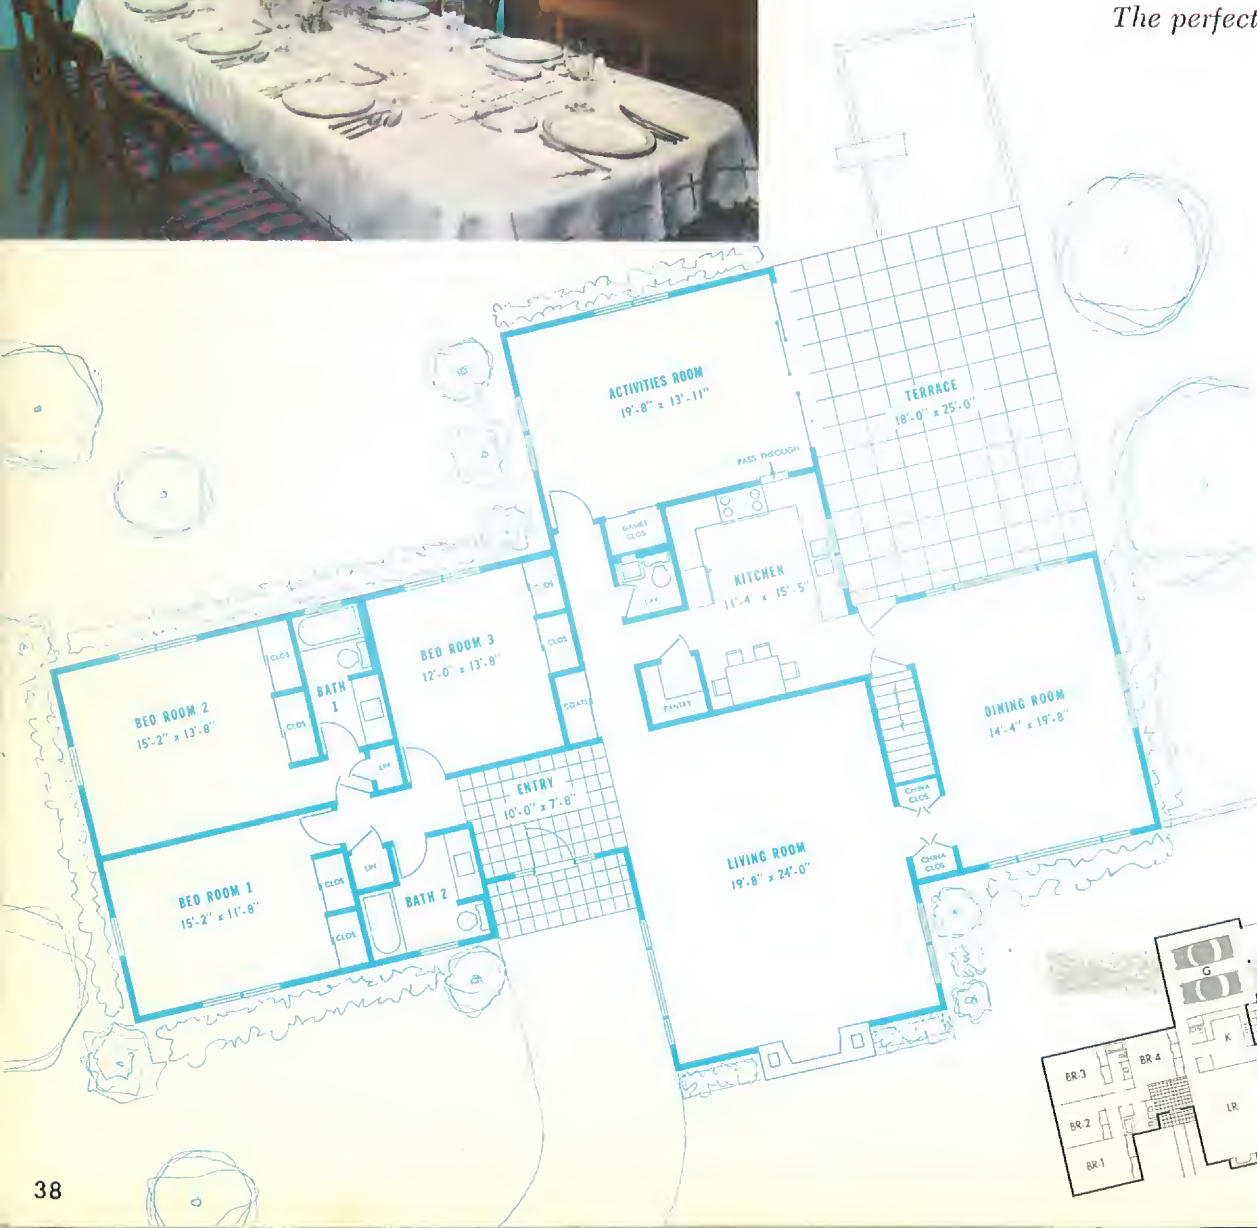 The perfect
ACTIVITIES ROOM
19'-8" x 13'-11"
TERRACE
18'-0" x 25'-0"
PASS THROUGH
GAMES
CLOS.
LAV.
KITCHEN
11'-4" x 15'-5"
PANTRY
BED ROOM 3
12'-0" x 13'-8"
CLOS
CLOS
COATS
BED ROOM 2
15'-2" x 13'-8"
CLOS
CLOS
BATH
1
LIN
DINING ROOM
14'-4" x 19'-8"
CHINA
CLOS.
CHINA
CLOS.
ENTRY
10'-0" x 7'-8"
LIVING ROOM
19'-8" x 24'-0"
BED ROOM 1
15'-2" x 11'-8"
CLOS
CLOS.
LIN
BATH 2
G
K
BR-4
BR-3
BR-2
BR-1
LR
38